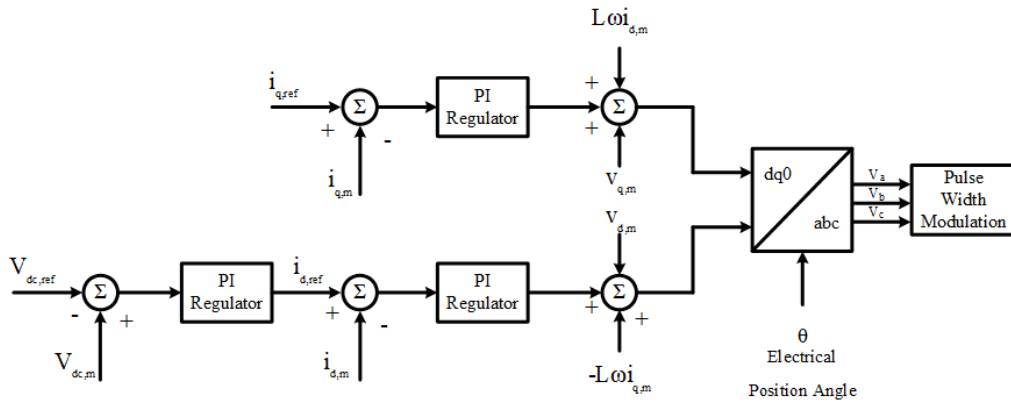 Lωi_d,m
i_q,ref
+
Σ
-
i_q,m
PI
Regulator
+
+
Σ
v_q,m
dq0
abc
V_a
V_b
V_c
Pulse
Width
Modulation
θ
Electrical
Position Angle
V_dc,ref
-
Σ
+
V_dc,m
PI
Regulator
i_d,ref
+
Σ
-
i_d,m
PI
Regulator
v_d,m
+
Σ
+
-Lωi_q,m